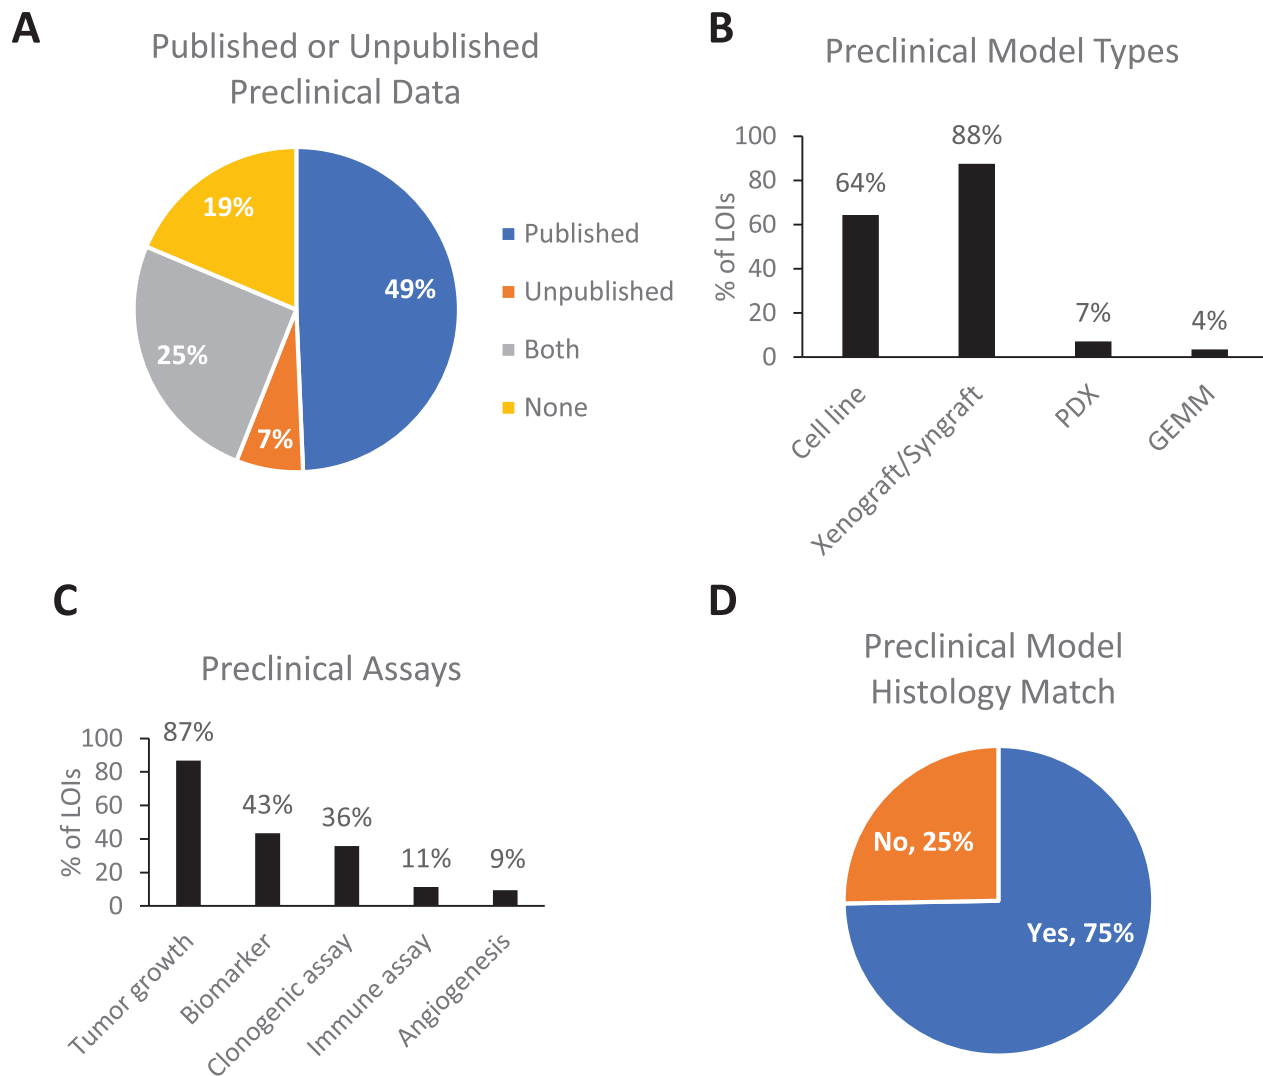 A
Published or Unpublished
Preclinical Data
19%
49%
25%
7%
Published
Unpublished
Both
None
B
Preclinical Model Types
% of LOIs
100
80
60
40
20
0
64%
88%
7%
4%
Cell line
Xenograft/Syngraft
PDX
GEMM
C
Preclinical Assays
% of LOIs
100
80
60
40
20
0
87%
43%
36%
11%
9%
Tumor growth
Biomarker
Clonogenic assay
Immune assay
Angiogenesis
D
Preclinical Model
Histology Match
No, 25%
Yes, 75%